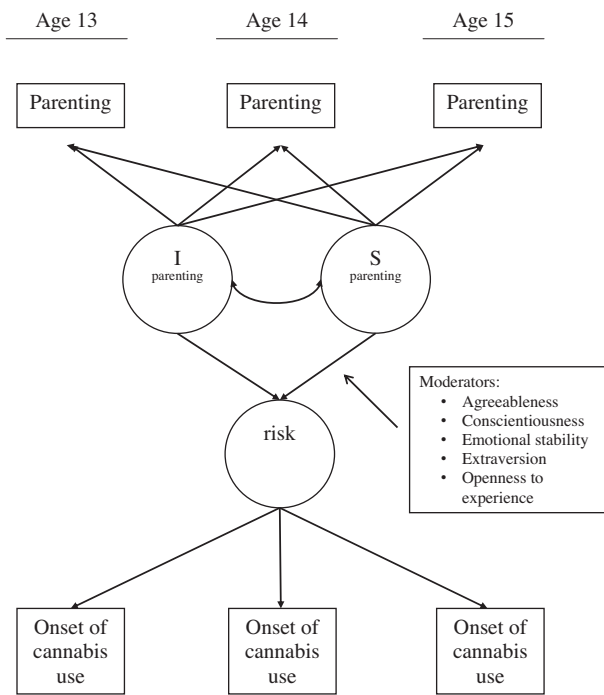 Age 13 Age 14 Age 15
Parenting Parenting Parenting
I S
parenting parenting
Moderators:
• Agreeableness
• Conscientiousness
• Emotional stability
• Extraversion
• Openness to
experience
risk
Onset of Onset of Onset of
cannabis cannabis cannabis
use use use